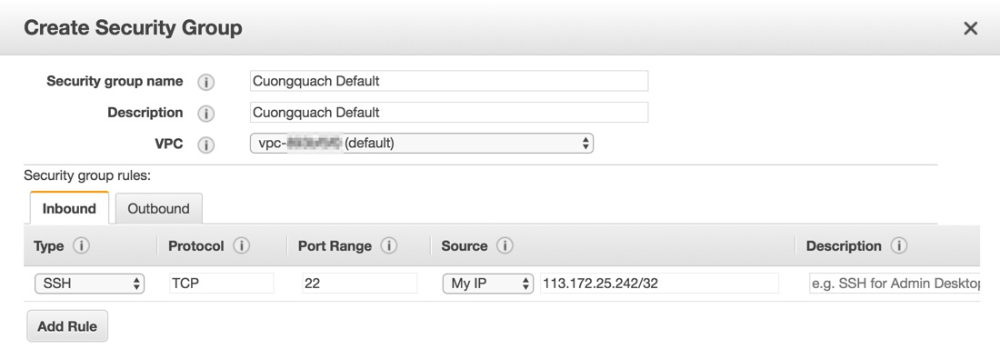 Create Security Group
Security group name Cuongquach Default
Description Cuongquach Default
VPC vpc- (default)
Security group rules:
Inbound Outbound
Type Protocol Port Range Source Description
SSH TCP 22 My IP 113.172.25.242/32 e.g. SSH for Admin Desktop
Add Rule